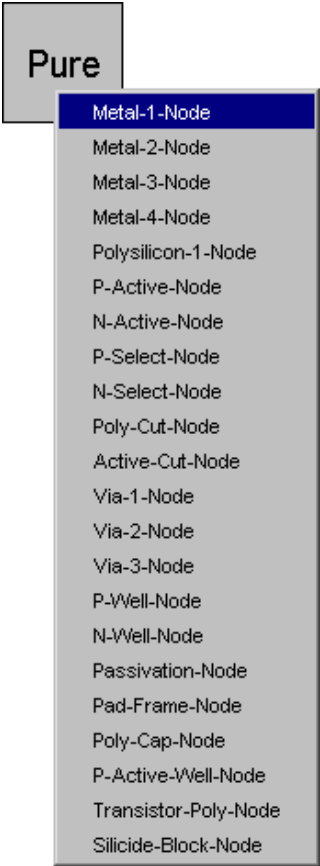 Pure
Metal-1-Node
Metal-2-Node
Metal-3-Node
Metal-4-Node
Polysilicon-1-Node
P-Active-Node
N-Active-Node
P-Select-Node
N-Select-Node
Poly-Cut-Node
Active-Cut-Node
Via-1-Node
Via-2-Node
Via-3-Node
P-Well-Node
N-Well-Node
Passivation-Node
Pad-Frame-Node
Poly-Cap-Node
P-Active-Well-Node
Transistor-Poly-Node
Silicide-Block-Node